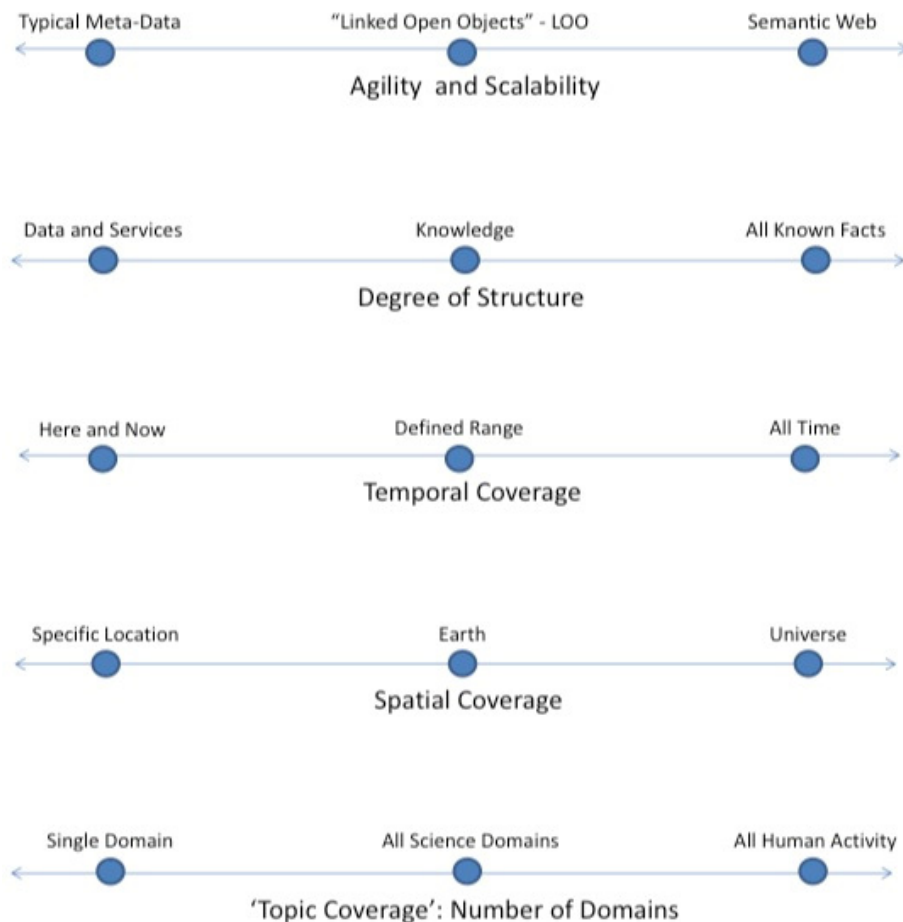 Typical Meta-Data “Linked Open Objects” - LOO Semantic Web
Agility and Scalability
Data and Services Knowledge All Known Facts
Degree of Structure
Here and Now Defined Range All Time
Temporal Coverage
Specific Location Earth Universe
Spatial Coverage
Single Domain All Science Domains All Human Activity
‘Topic Coverage’: Number of Domains